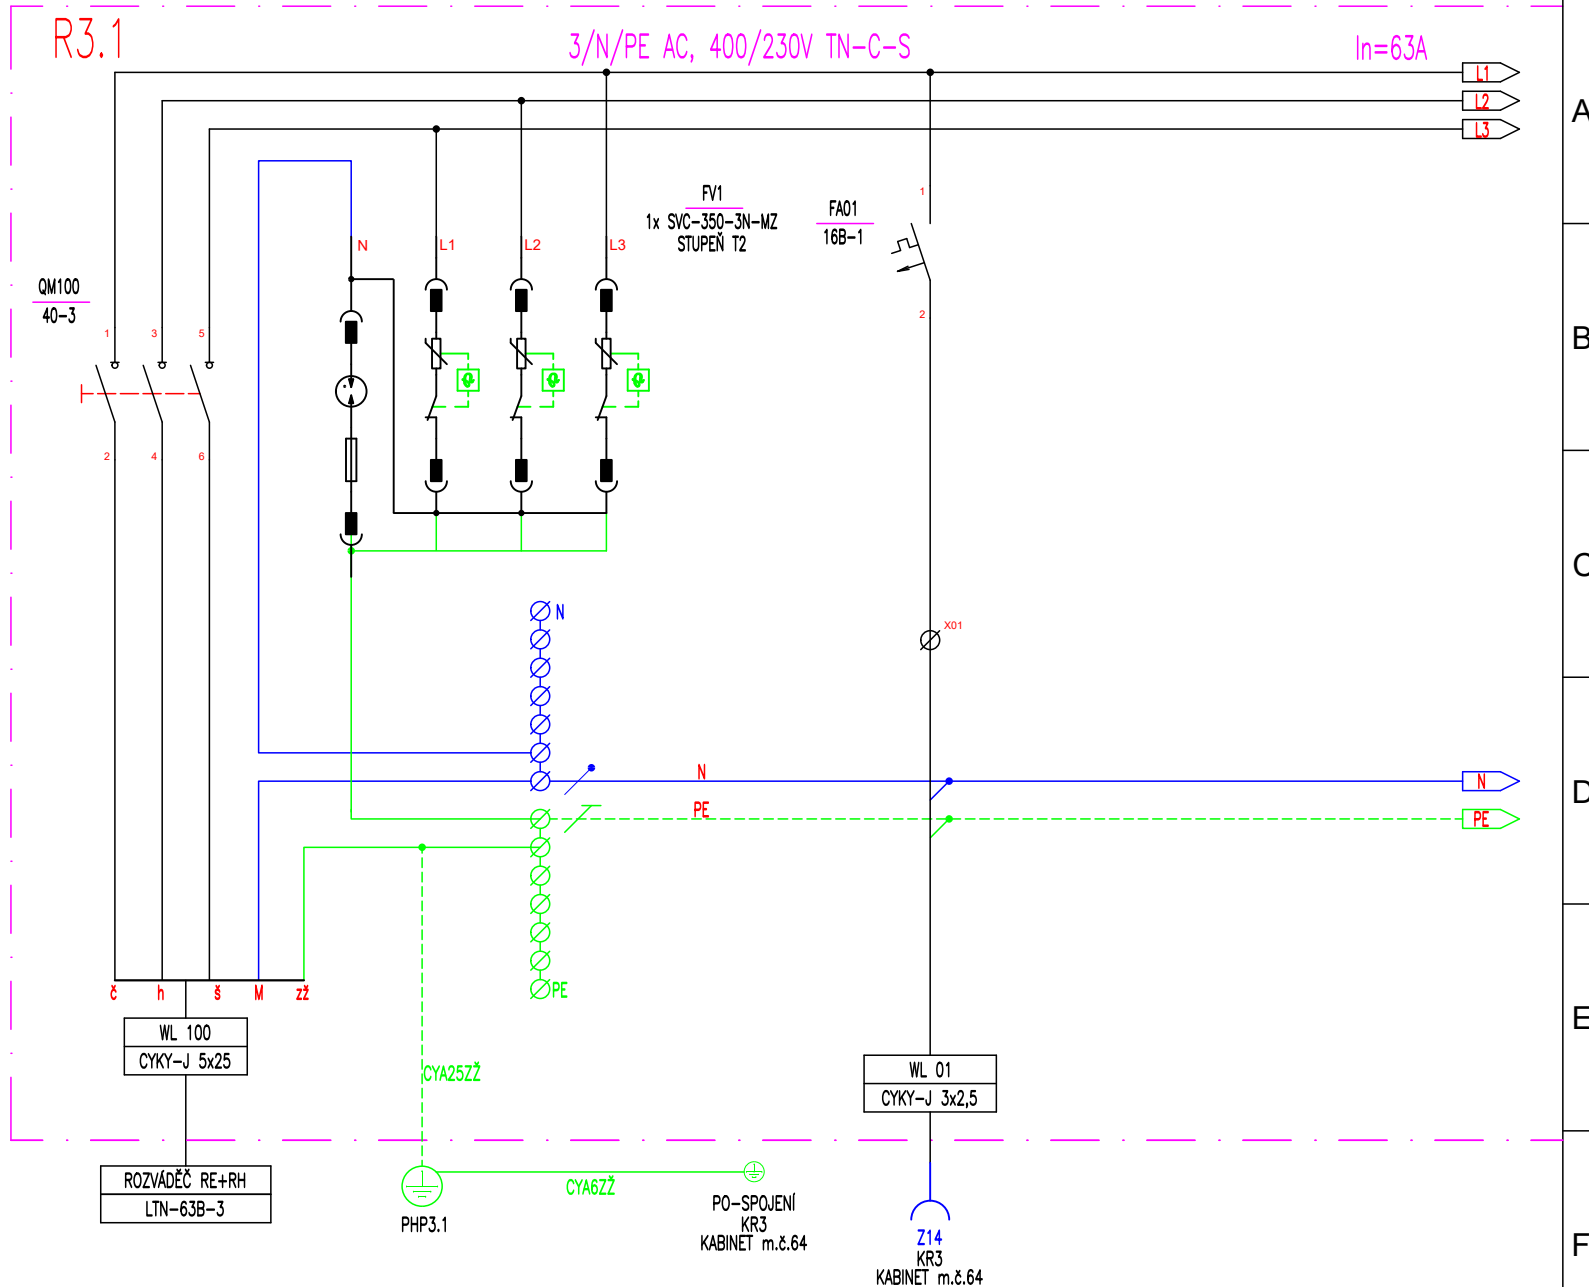 R3.1
3/N/PE AC, 400/230V TN-C-S
In=63A
L1
L2
L3
A
FV1
1x SVC-350-3N-MZ
STUPEŇ T2
FA01
16B-1
1
2
N
L1
L2
L3
QM100
40-3
1
3
5
2
4
6
B
C
N
X01
N
PE
N
PE
D
PE
č
h
š
M
zž
E
WL 100
CYKY-J 5x25
CYA25ZŽ
WL 01
CYKY-J 3x2,5
ROZVÁDĚČ RE+RH
LTN-63B-3
PHP3.1
CYA6ZŽ
PO-SPOJENÍ
KR3
KABINET m.č.64
Z14
KR3
KABINET m.č.64
F